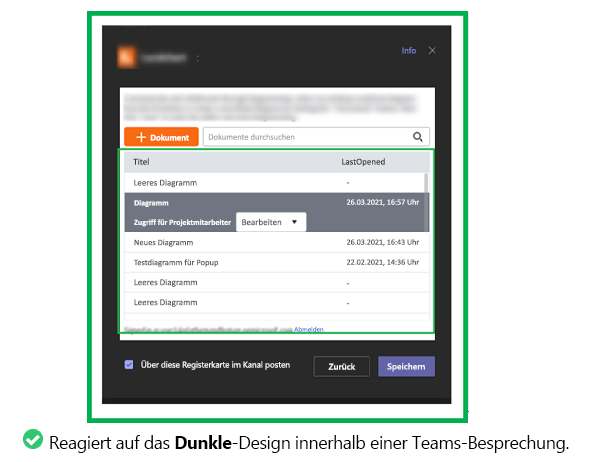 Info
+ Dokument
Dokumente durchsuchen
Titel LastOpened
Leeres Diagramm -
Diagramm 26.03.2021, 16:57 Uhr
Zugriff für Projektmitarbeiter Bearbeiten
Neues Diagramm 26.03.2021, 16:43 Uhr
Testdiagramm für Popup 22.02.2021, 14:36 Uhr
Leeres Diagramm -
Leeres Diagramm -
Abmelden
Über diese Registerkarte im Kanal posten
Zurück
Speichern
Reagiert auf das Dunkle-Design innerhalb einer Teams-Besprechung.